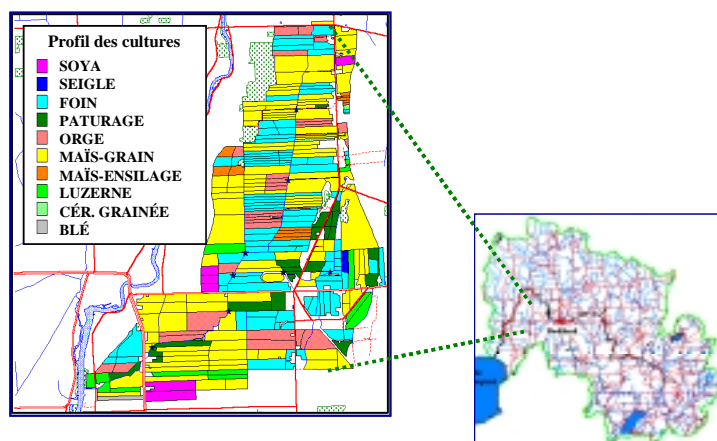 Profil des cultures
SOYA
SEIGLE
FOIN
PATURAGE
ORGE
MAÏS-GRAIN
MAÏS-ENSILAGE
LUZERNE
CÉR. GRAINÉE
BLÉ